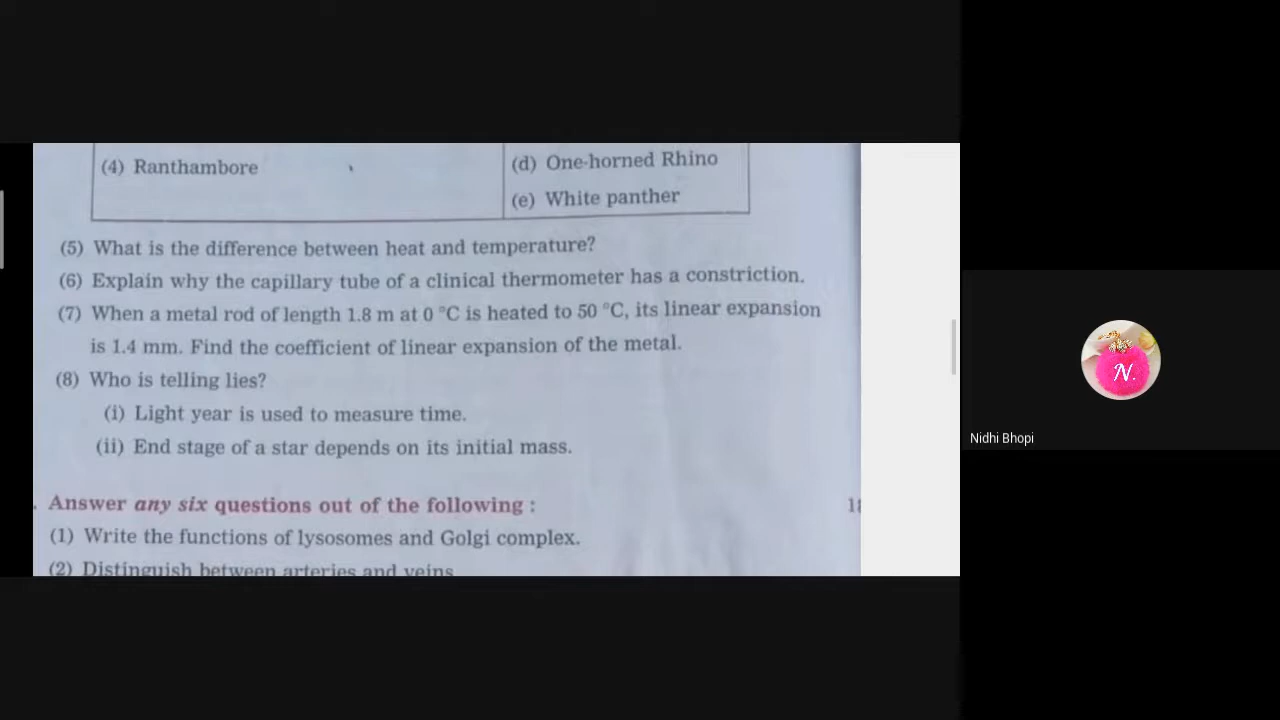 (4) Ranthambore
(d) One-horned Rhino
(e) White panther
(5) What is the difference between heat and temperature?
(6) Explain why the capillary tube of a clinical thermometer has a constriction.
(7) When a metal rod of length 1.8 m at 0 °C is heated to 50 °C, its linear expansion
is 1.4 mm. Find the coefficient of linear expansion of the metal.
(8) Who is telling lies?
(i) Light year is used to measure time.
(ii) End stage of a star depends on its initial mass.
. Answer any six questions out of the following :
(1) Write the functions of lysosomes and Golgi complex.
(2) Distinguish between arteries and veins
N.
Nidhi Bhopi